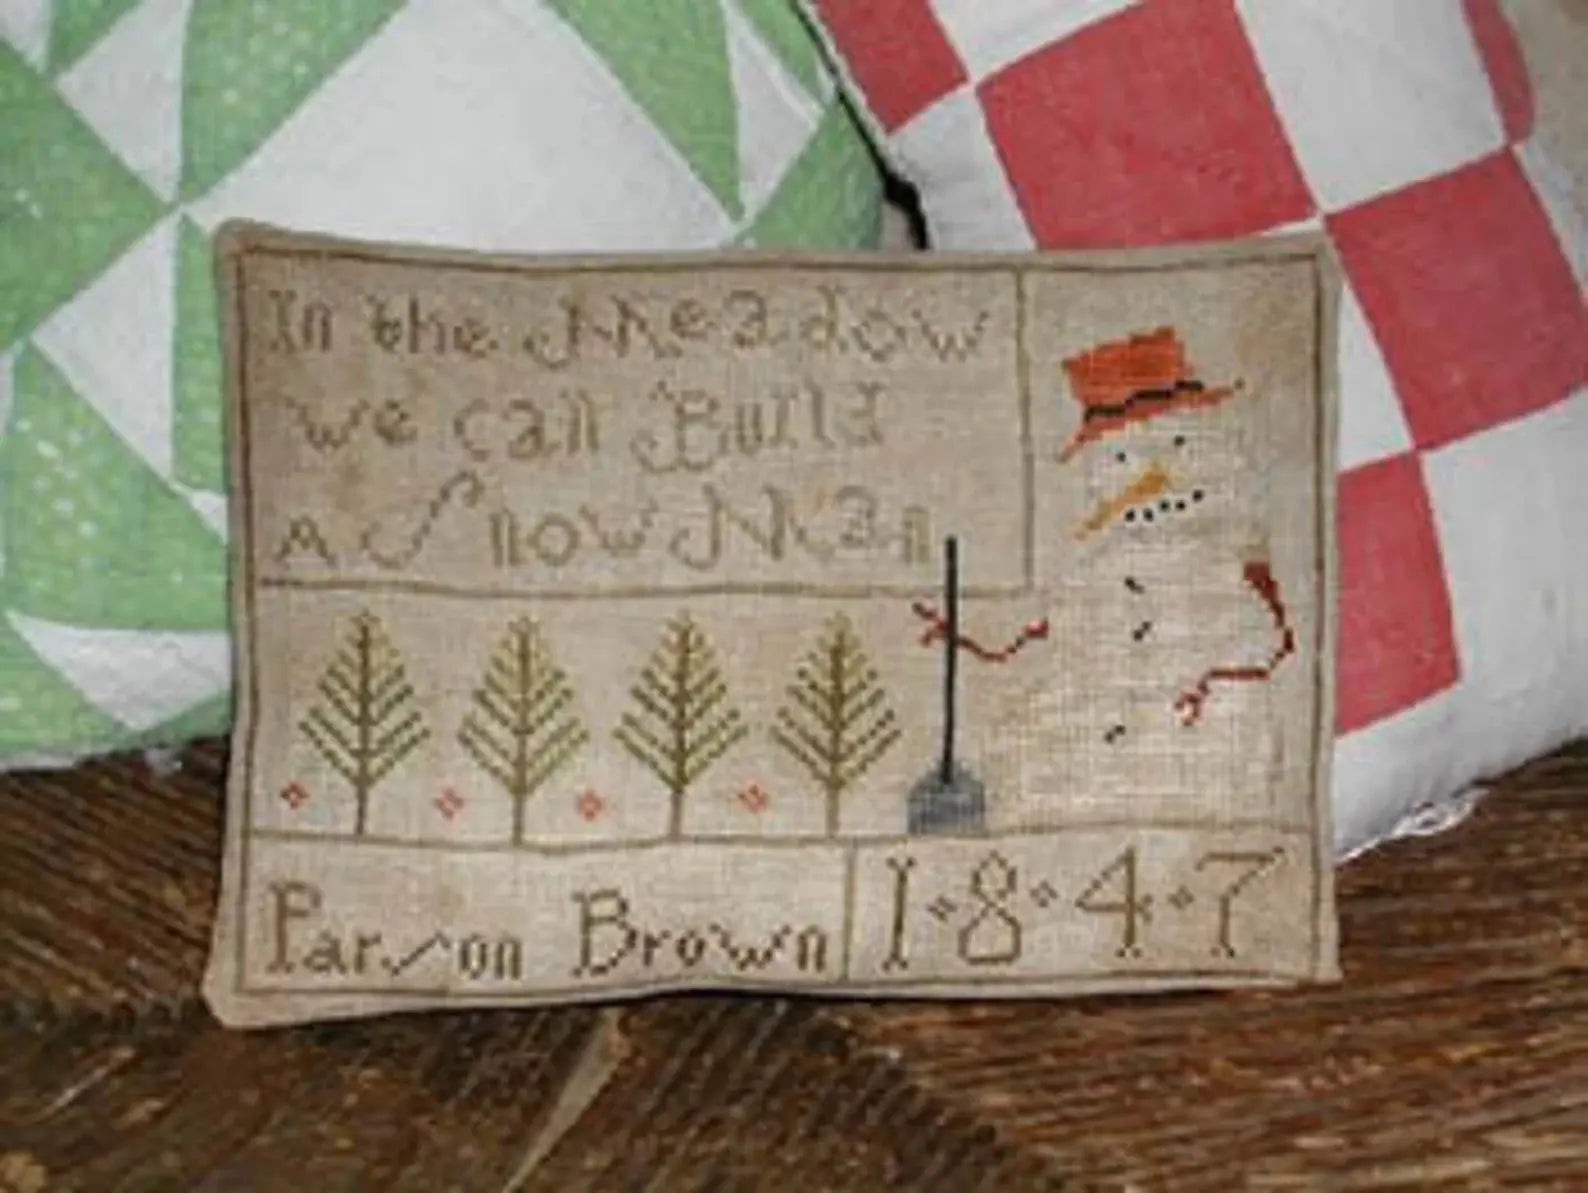 In the Meadow
we can Build
A Snow Man
Parson Brown
1·8·4·7